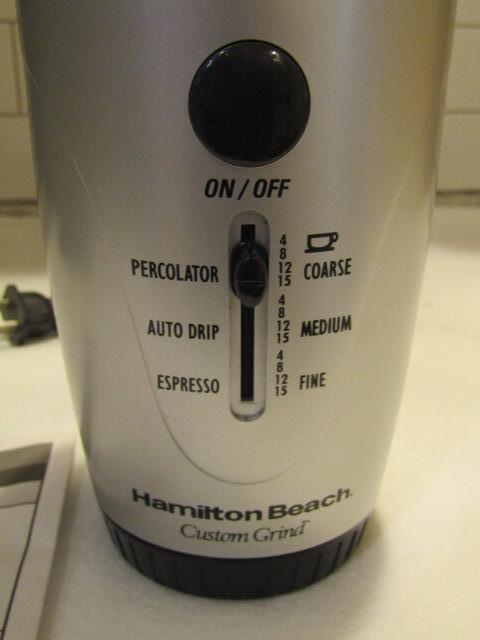 ON / OFF
4
8
PERCOLATOR 12 COARSE
15
4
8
AUTO DRIP 12 MEDIUM
15
4
8
ESPRESSO 12 FINE
15
Hamilton Beach
Custom Grind™